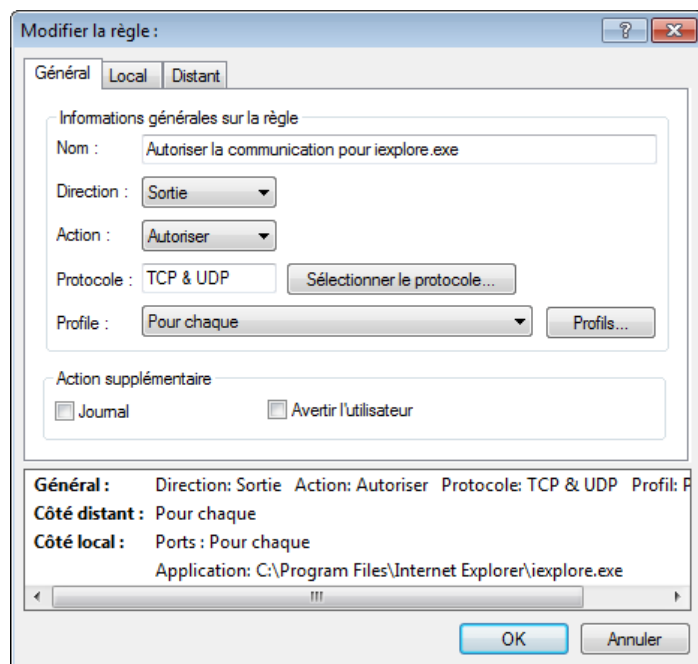 Modifier la règle :
Général Local Distant
Informations générales sur la règle
Nom : Autoriser la communication pour iexplore.exe
Direction : Sortie
Action : Autoriser
Protocole : TCP & UDP Sélectionner le protocole...
Profile : Pour chaque Profils...
Action supplémentaire
Journal Avertir l'utilisateur
Général : Direction: Sortie Action: Autoriser Protocole: TCP & UDP Profil: P
Côté distant : Pour chaque
Côté local : Ports : Pour chaque
Application: C:\Program Files\Internet Explorer\iexplore.exe
OK Annuler